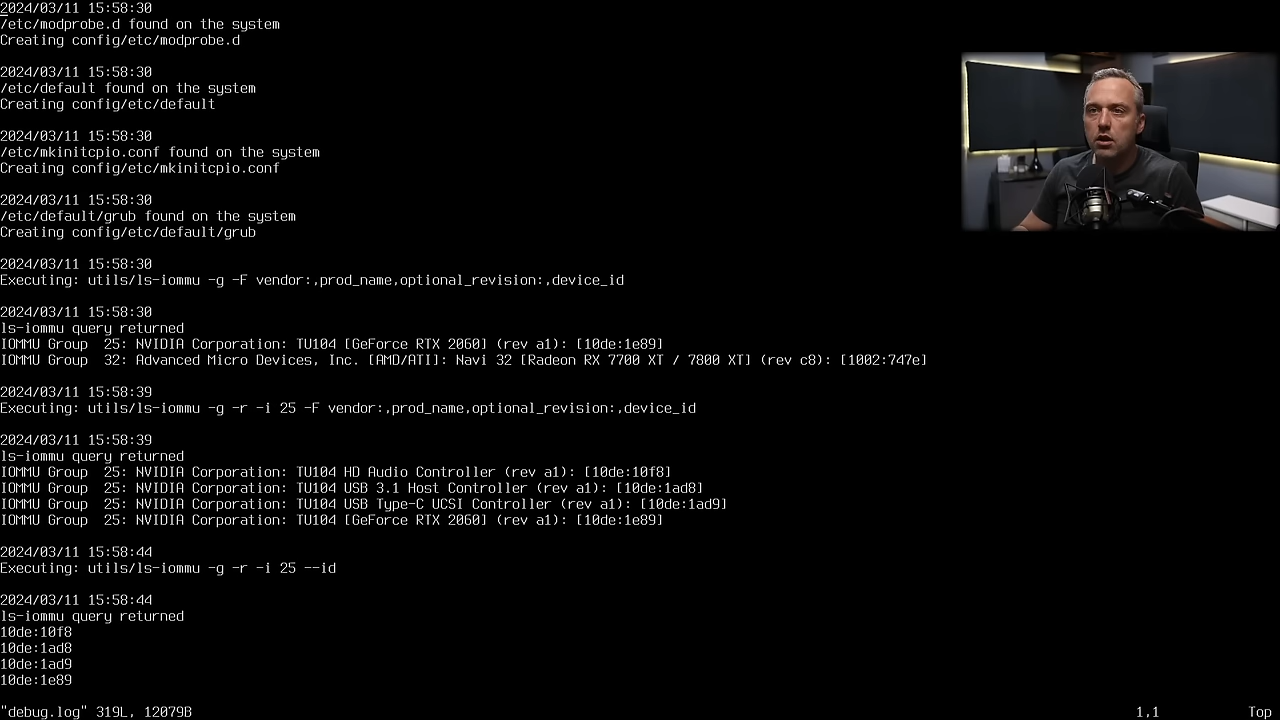 2024/03/11 15:58:30
/etc/modprobe.d found on the system
Creating config/etc/modprobe.d
2024/03/11 15:58:30
/etc/default found on the system
Creating config/etc/default
2024/03/11 15:58:30
/etc/mkinitcpio.conf found on the system
Creating config/etc/mkinitcpio.conf
2024/03/11 15:58:30
/etc/default/grub found on the system
Creating config/etc/default/grub
2024/03/11 15:58:30
Executing: utils/ls-iommu -g -F vendor:,prod_name,optional_revision:,device_id
2024/03/11 15:58:30
ls-iommu query returned
IOMMU Group  25: NVIDIA Corporation: TU104 [GeForce RTX 2060] (rev a1): [10de:1e89]
IOMMU Group  32: Advanced Micro Devices, Inc. [AMD/ATI]: Navi 32 [Radeon RX 7700 XT / 7800 XT] (rev c8): [1002:747e]
2024/03/11 15:58:39
Executing: utils/ls-iommu -g -r -i 25 -F vendor:,prod_name,optional_revision:,device_id
2024/03/11 15:58:39
ls-iommu query returned
IOMMU Group  25: NVIDIA Corporation: TU104 HD Audio Controller (rev a1): [10de:10f8]
IOMMU Group  25: NVIDIA Corporation: TU104 USB 3.1 Host Controller (rev a1): [10de:1ad8]
IOMMU Group  25: NVIDIA Corporation: TU104 USB Type-C UCSI Controller (rev a1): [10de:1ad9]
IOMMU Group  25: NVIDIA Corporation: TU104 [GeForce RTX 2060] (rev a1): [10de:1e89]
2024/03/11 15:58:44
Executing: utils/ls-iommu -g -r -i 25 --id
2024/03/11 15:58:44
ls-iommu query returned
10de:10f8
10de:1ad8
10de:1ad9
10de:1e89
"debug.log" 319L, 12079B 1,1 Top